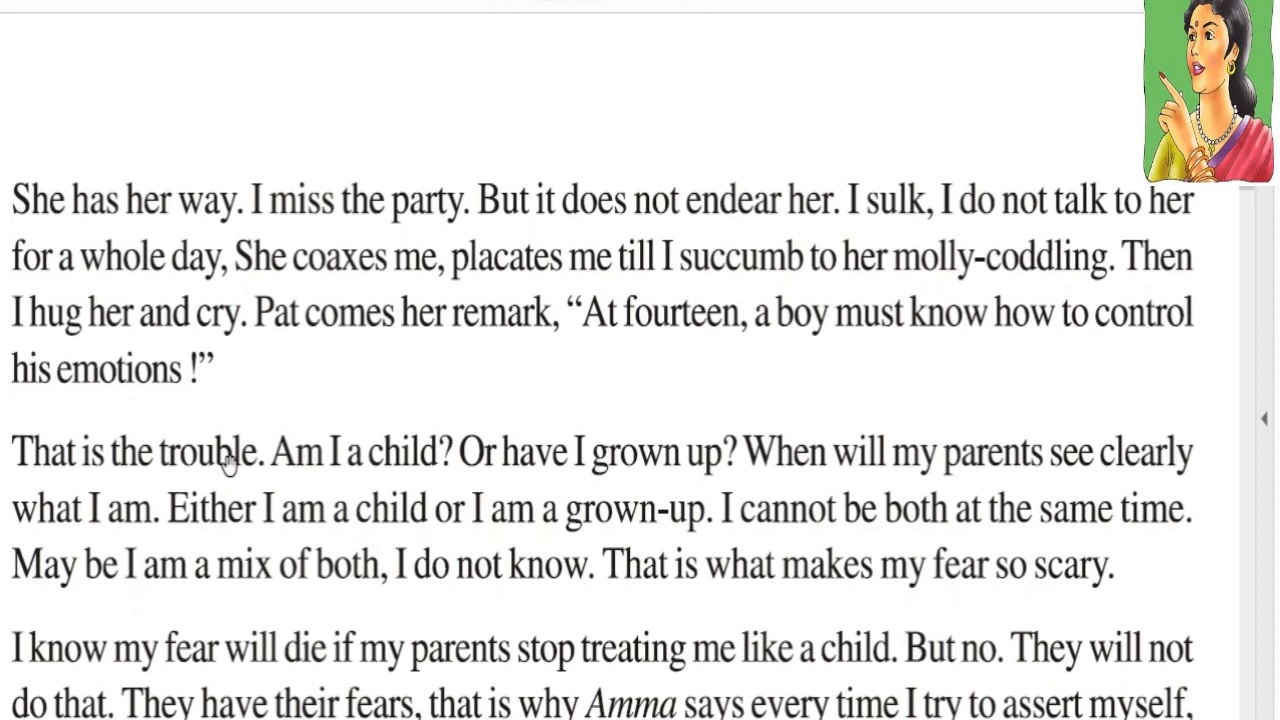 She has her way. I miss the party. But it does not endear her. I sulk, I do not talk to her
for a whole day, She coaxes me, placates me till I succumb to her molly-coddling. Then
I hug her and cry. Pat comes her remark, “At fourteen, a boy must know how to control
his emotions !”
That is the trouble. Am I a child? Or have I grown up? When will my parents see clearly
what I am. Either I am a child or I am a grown-up. I cannot be both at the same time.
May be I am a mix of both, I do not know. That is what makes my fear so scary.
I know my fear will die if my parents stop treating me like a child. But no. They will not
do that. They have their fears, that is why Amma says every time I try to assert myself,